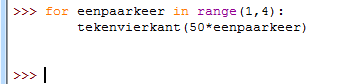 >>> for eenpaarkeer in range(1,4):
        tekenvierkant(50*eenpaarkeer)
>>>